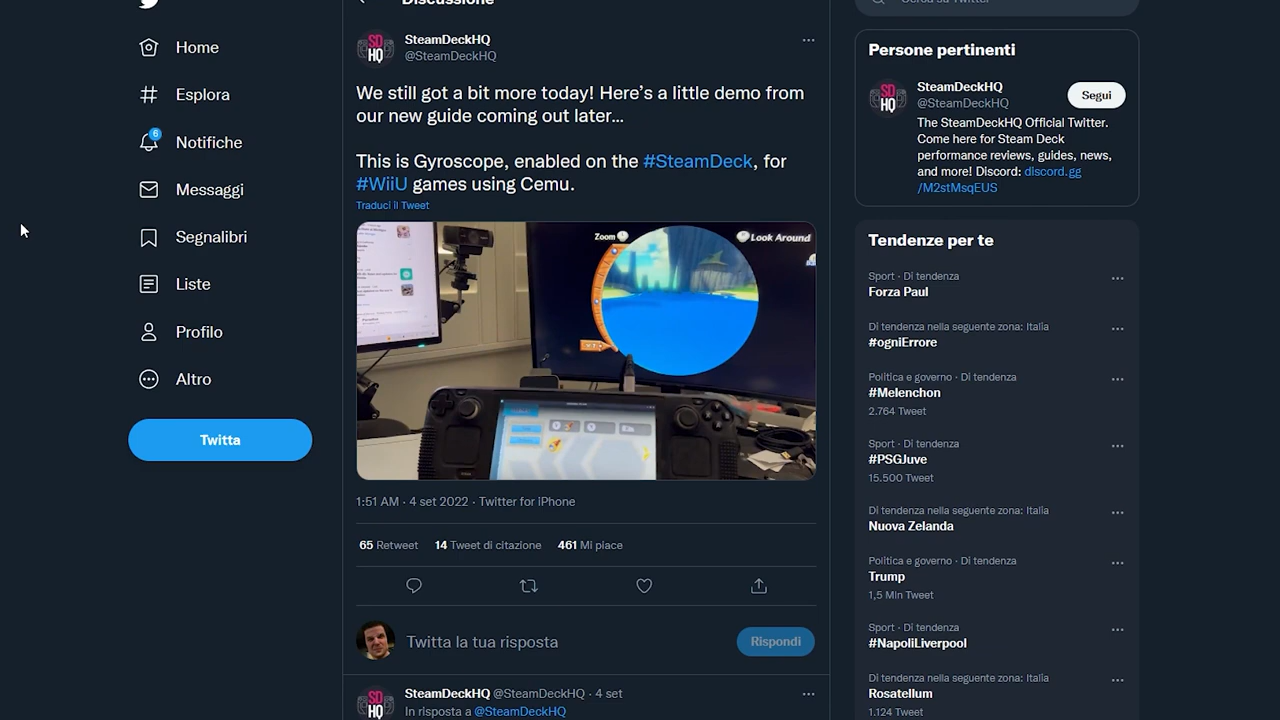 Discussione
Home
Esplora
6
Notifiche
Messaggi
Segnalibri
Liste
Profilo
Altro
Twitta
SD
HQ
SteamDeckHQ
@SteamDeckHQ
We still got a bit more today! Here's a little demo from
our new guide coming out later...
This is Gyroscope, enabled on the #SteamDeck, for
#WiiU games using Cemu.
Traduci il Tweet
Zoom
Look Around
1:51 AM · 4 set 2022 · Twitter for iPhone
65 Retweet 14 Tweet di citazione 461 Mi piace
Twitta la tua risposta
Rispondi
SD
HQ
SteamDeckHQ @SteamDeckHQ · 4 set
In risposta a @SteamDeckHQ
Cerca su Twitter
Persone pertinenti
SD
HQ
SteamDeckHQ
@SteamDeckHQ
Segui
The SteamDeckHQ Official Twitter.
Come here for Steam Deck
performance reviews, guides, news,
and more! Discord: discord.gg
/M2stMsqEUS
Tendenze per te
Sport · Di tendenza
Forza Paul
Di tendenza nella seguente zona: Italia
#ogniErrore
Politica e governo · Di tendenza
#Melenchon
2.764 Tweet
Sport · Di tendenza
#PSGJuve
15.500 Tweet
Di tendenza nella seguente zona: Italia
Nuova Zelanda
Politica e governo · Di tendenza
Trump
1,5 Mln Tweet
Sport · Di tendenza
#NapoliLiverpool
Di tendenza nella seguente zona: Italia
Rosatellum
1.124 Tweet